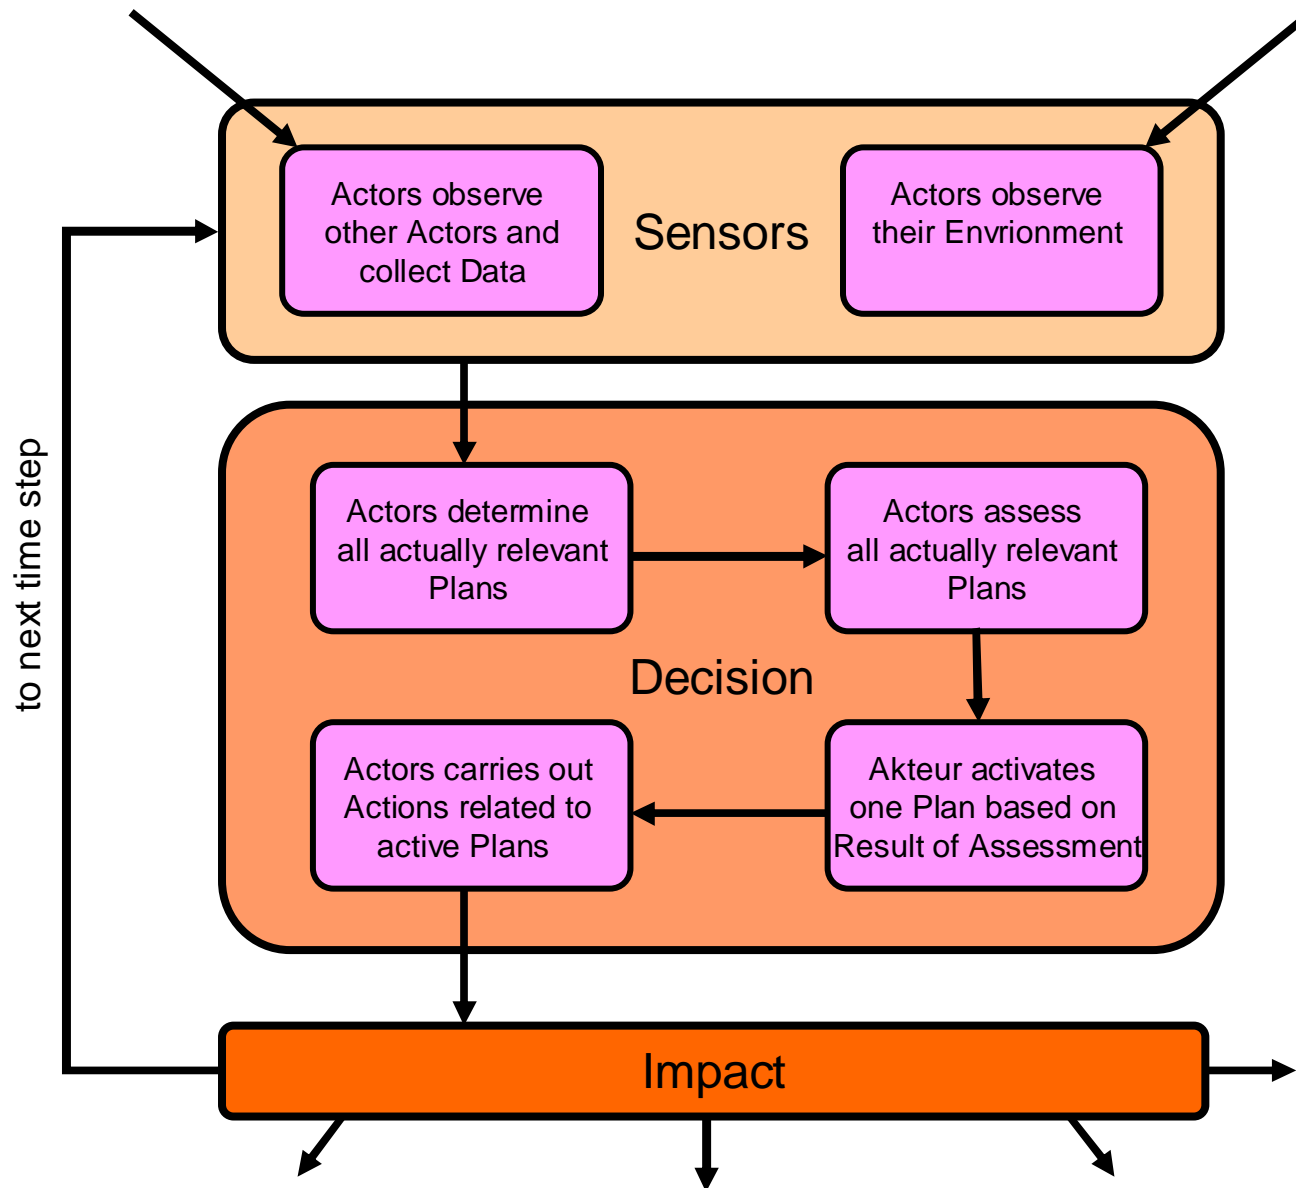 Actors observe
other Actors and
collect Data
Sensors
Actors observe
their Envrionment
to next time step
Actors determine
all actually relevant
Plans
Actors assess
all actually relevant
Plans
Decision
Actors carries out
Actions related to
active Plans
Akteur activates
one Plan based on
Result of Assessment
Impact